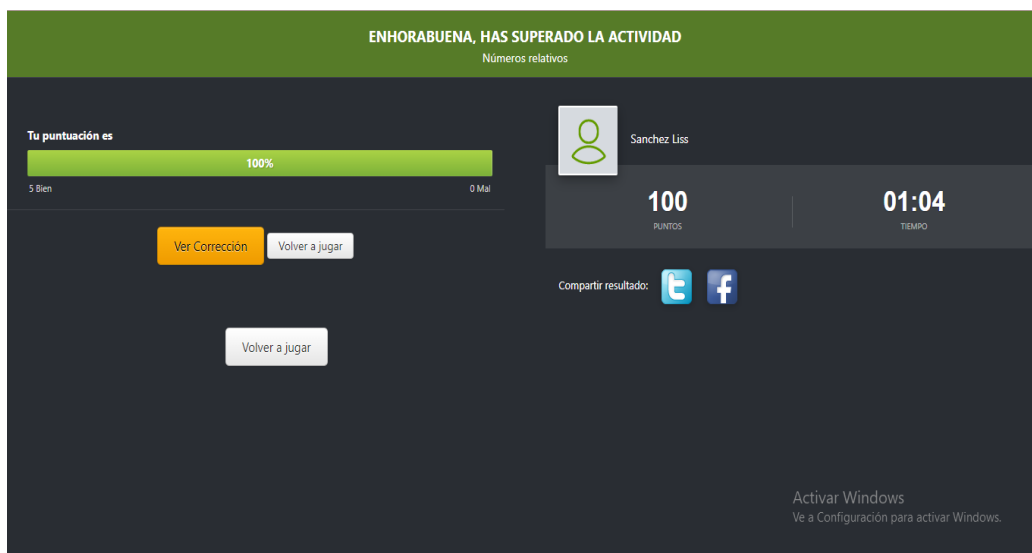 ENHORABUENA, HAS SUPERADO LA ACTIVIDAD
Números relativos
Tu puntuación es
100%
5 Bien
0 Mal
Ver Corrección
Volver a jugar
Volver a jugar
Sanchez Liss
100
PUNTOS
01:04
TIEMPO
Compartir resultado:
Activar Windows
Ve a Configuración para activar Windows.